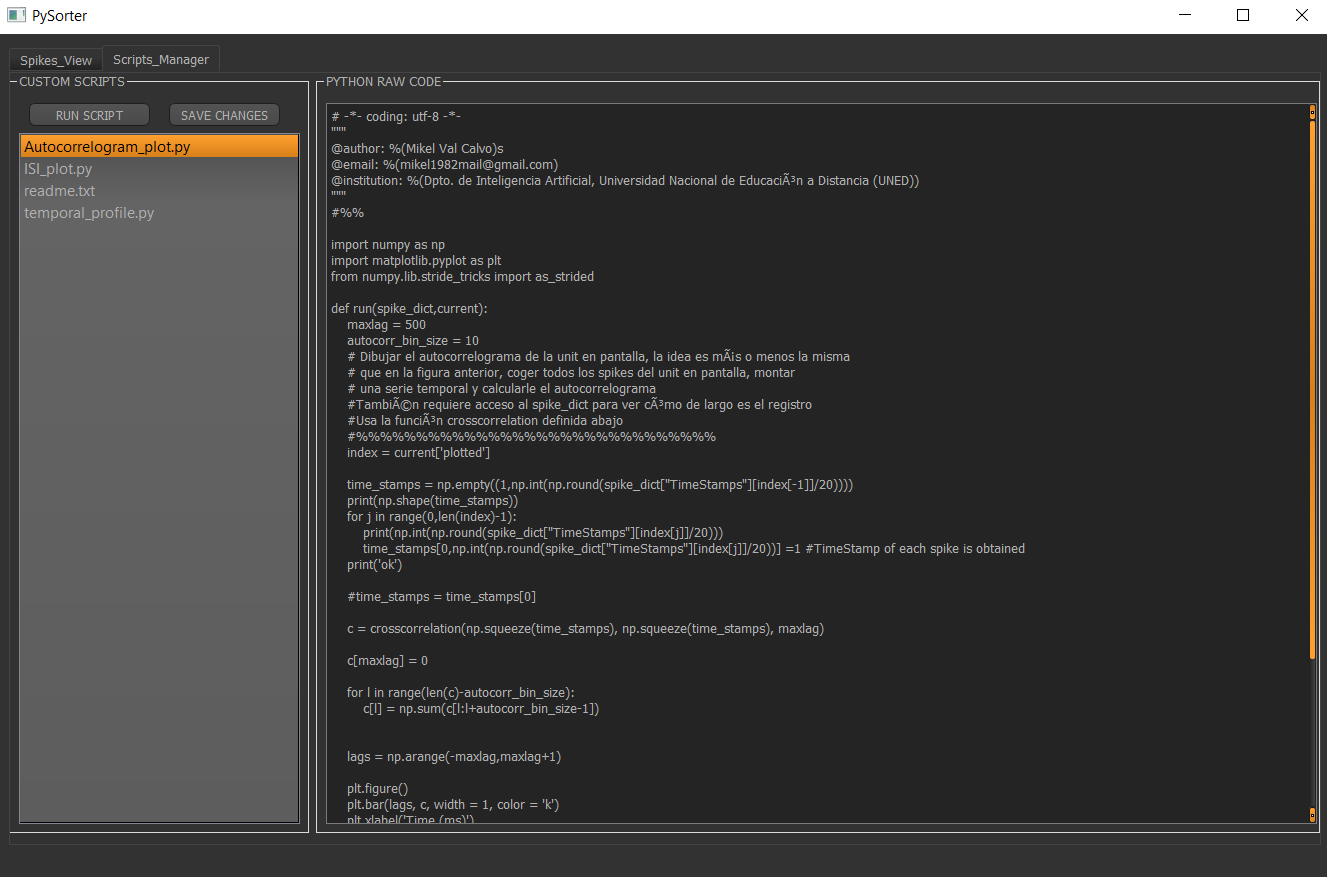 PySorter
Spikes_View
Scripts_Manager
CUSTOM SCRIPTS
RUN SCRIPT
SAVE CHANGES
Autocorrelogram_plot.py
ISI_plot.py
readme.txt
temporal_profile.py
PYTHON RAW CODE
# -*- coding: utf-8 -*-
"""
@author: %(Mikel Val Calvo)s
@email: %(mikel1982mail@gmail.com)
@institution: %(Dpto. de Inteligencia Artificial, Universidad Nacional de EducaciÃ³n a Distancia (UNED))
"""
#%%
import numpy as np
import matplotlib.pyplot as plt
from numpy.lib.stride_tricks import as_strided
def run(spike_dict,current):
maxlag = 500
autocorr_bin_size = 10
# Dibujar el autocorrelograma de la unit en pantalla, la idea es mÃ¡s o menos la misma
# que en la figura anterior, coger todos los spikes del unit en pantalla, montar
# una serie temporal y calcularle el autocorrelograma
#TambiÃ©n requiere acceso al spike_dict para ver cÃ³mo de largo es el registro
#Usa la funciÃ³n crosscorrelation definida abajo
#%%%%%%%%%%%%%%%%%%%%%%%%%%%%%%
index = current['plotted']
time_stamps = np.empty((1,np.int(np.round(spike_dict["TimeStamps"][index[-1]]/20))))
print(np.shape(time_stamps))
for j in range(0,len(index)-1):
print(np.int(np.round(spike_dict["TimeStamps"][index[j]]/20)))
time_stamps[0,np.int(np.round(spike_dict["TimeStamps"][index[j]]/20))] =1 #TimeStamp of each spike is obtained
print('ok')
#time_stamps = time_stamps[0]
c = crosscorrelation(np.squeeze(time_stamps), np.squeeze(time_stamps), maxlag)
c[maxlag] = 0
for l in range(len(c)-autocorr_bin_size):
c[l] = np.sum(c[l:l+autocorr_bin_size-1])
lags = np.arange(-maxlag,maxlag+1)
plt.figure()
plt.bar(lags, c, width = 1, color = 'k')
plt.xlabel('Time (ms)')